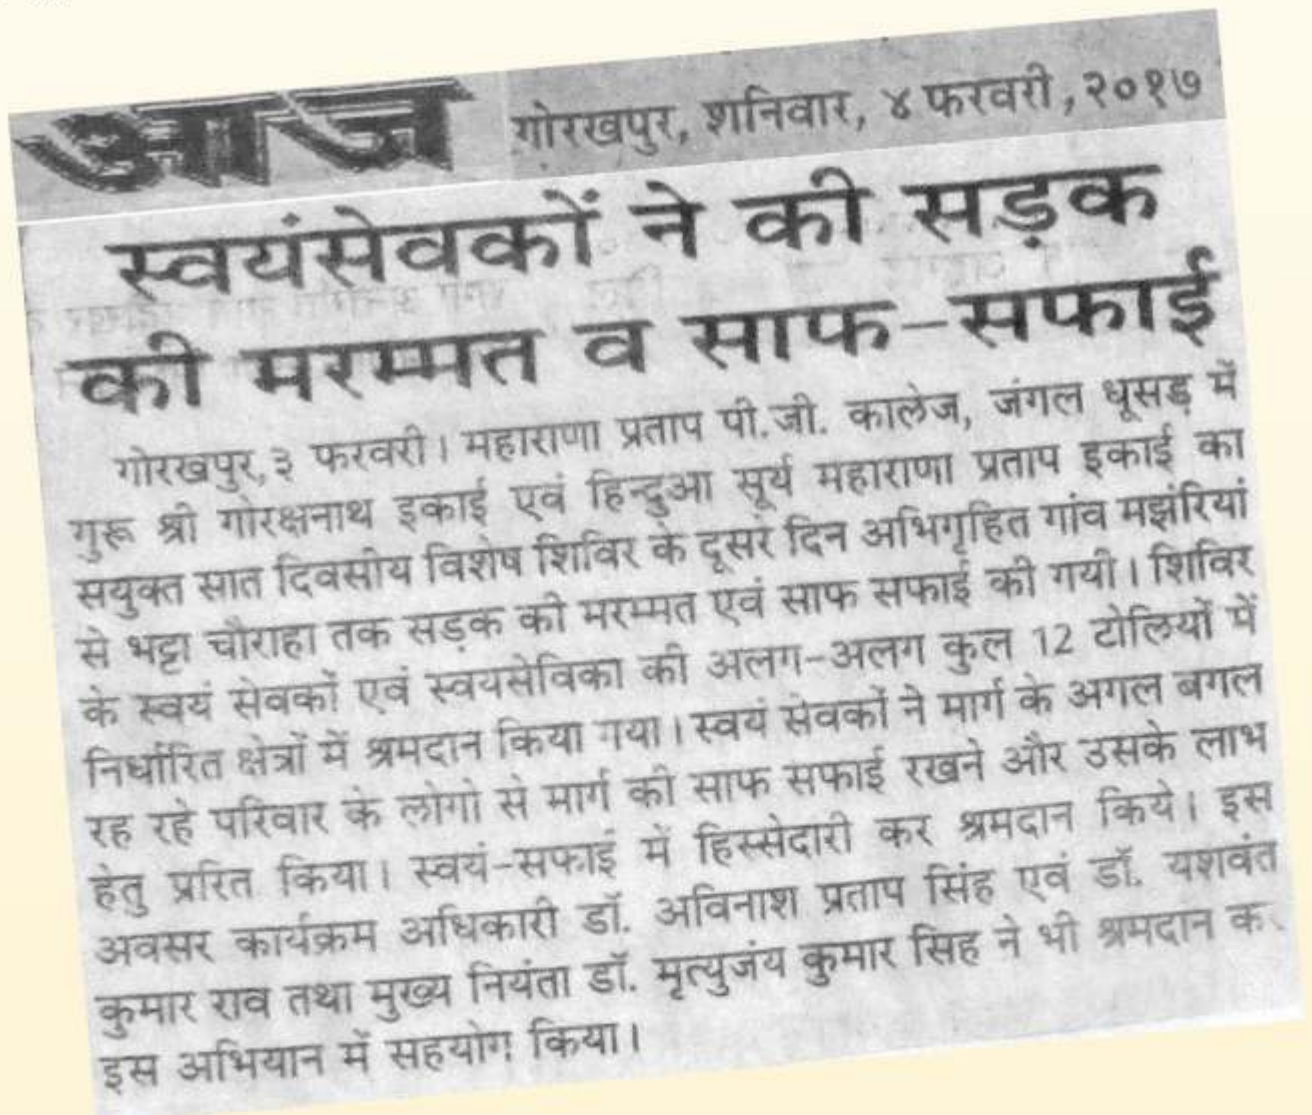 आज
गोरखपुर, शनिवार, ४ फरवरी, २०१७
स्वयंसेवकों ने की सड़क
की मरम्मत व साफ-सफाई
गोरखपुर, ३ फरवरी। महाराणा प्रताप पी.जी. कालेज, जंगल धूसड़ में
गुरू श्री गोरक्षनाथ इकाई एवं हिन्दुआ सूर्य महाराणा प्रताप इकाई का
सयुक्त सात दिवसीय विशेष शिविर के दूसरे दिन अभिगृहित गांव मझंरियां
से भट्टा चौराहा तक सड़क की मरम्मत एवं साफ सफाई की गयी। शिविर
के स्वयं सेवकों एवं स्वयसेविका की अलग-अलग कुल 12 टोलियों में
निर्धारित क्षेत्रों में श्रमदान किया गया। स्वयं सेवकों ने मार्ग के अगल बगल
रह रहे परिवार के लोगो से मार्ग की साफ सफाई रखने और उसके लाभ
हेतु प्ररित किया। स्वयं-सफाई में हिस्सेदारी कर श्रमदान किये। इस
अवसर कार्यक्रम अधिकारी डॉ. अविनाश प्रताप सिंह एवं डॉ. यशवंत
कुमार राव तथा मुख्य नियंता डॉ. मृत्युजंय कुमार सिह ने भी श्रमदान क
इस अभियान में सहयोग किया।